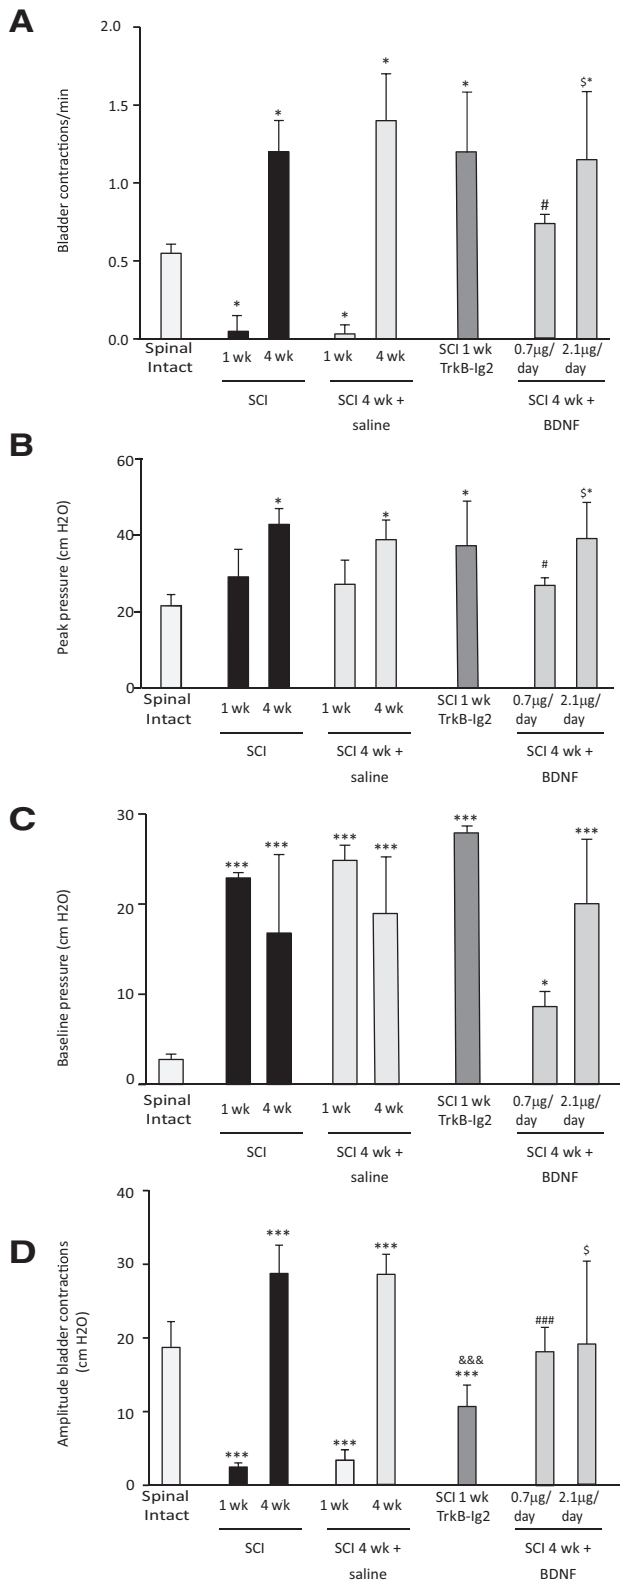 A
Bladder contractions/min
2.0
1.5
1.0
0.5
0.0
*
*
*
*
*
#
$*
Spinal
Intact
1 wk
4 wk
SCI
1 wk
4 wk
SCI 4 wk +
saline
SCI 1 wk
TrkB-Ig2
0.7µg/
day
2.1µg/
day
SCI 4 wk +
BDNF
B
Peak pressure (cm H2O)
60
40
20
0
*
*
*
#
$*
Spinal
Intact
1 wk
4 wk
SCI
1 wk
4 wk
SCI 4 wk +
saline
SCI 1 wk
TrkB-Ig2
0.7µg/
day
2.1µg/
day
SCI 4 wk +
BDNF
C
Baseline pressure (cm H2O)
30
20
10
0
***
***
***
***
***
*
***
Spinal
Intact
1 wk
4 wk
SCI
1 wk
4 wk
SCI 4 wk +
saline
SCI 1 wk
TrkB-Ig2
0.7µg/
day
2.1µg/
day
SCI 4 wk +
BDNF
D
Amplitude bladder contractions
(cm H2O)
40
30
20
10
0
***
***
***
***
&&&
***
###
$
Spinal
Intact
1 wk
4 wk
SCI
1 wk
4 wk
SCI 4 wk +
saline
SCI 1 wk
TrkB-Ig2
0.7µg/
day
2.1µg/
day
SCI 4 wk +
BDNF